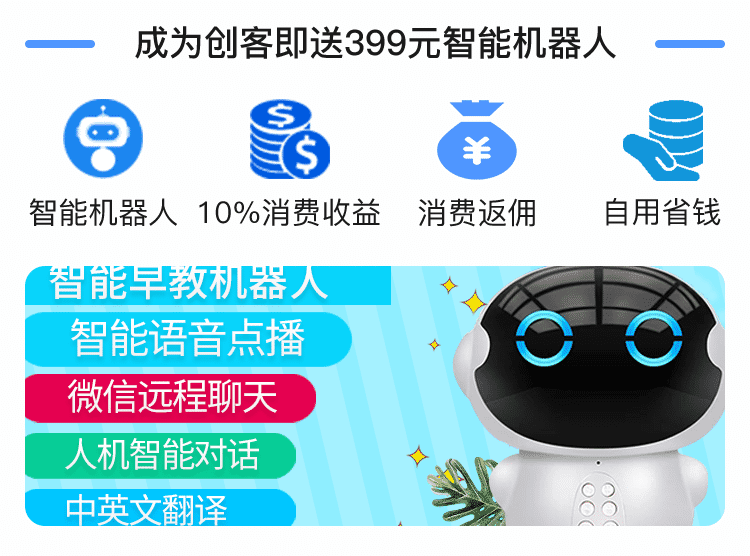 成为创客即送399元智能机器人
智能机器人 10%消费收益 消费返佣 自用省钱
智能早教机器人
智能语音点播
微信远程聊天
人机智能对话
中英文翻译